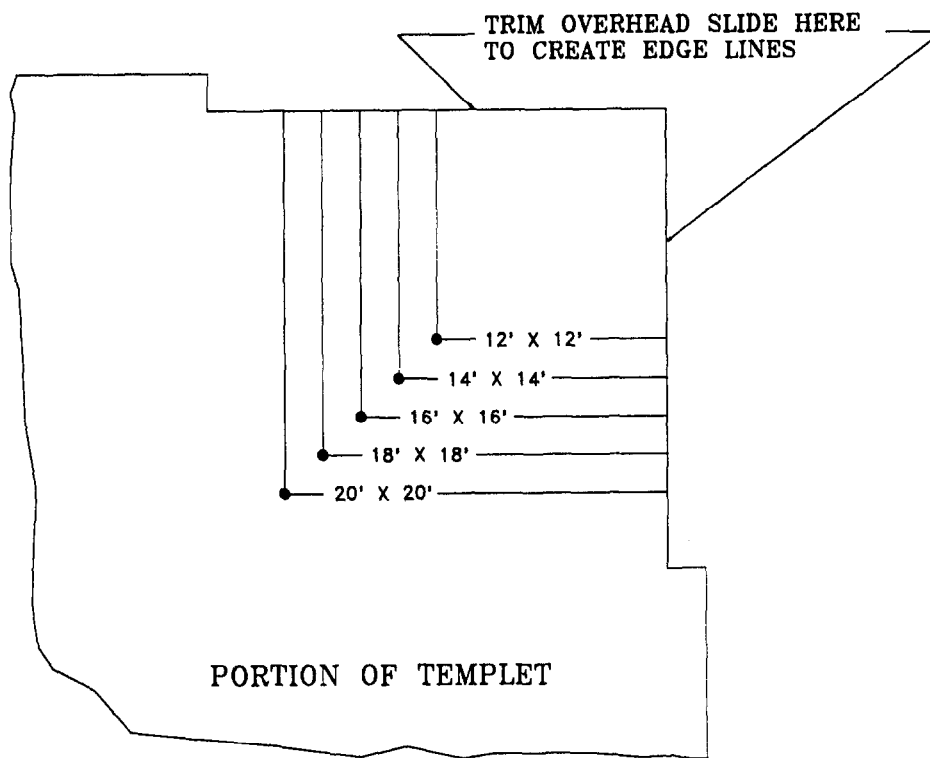 TRIM OVERHEAD SLIDE HERE
TO CREATE EDGE LINES
12' X 12'
14' X 14'
16' X 16'
18' X 18'
20' X 20'
PORTION OF TEMPLET